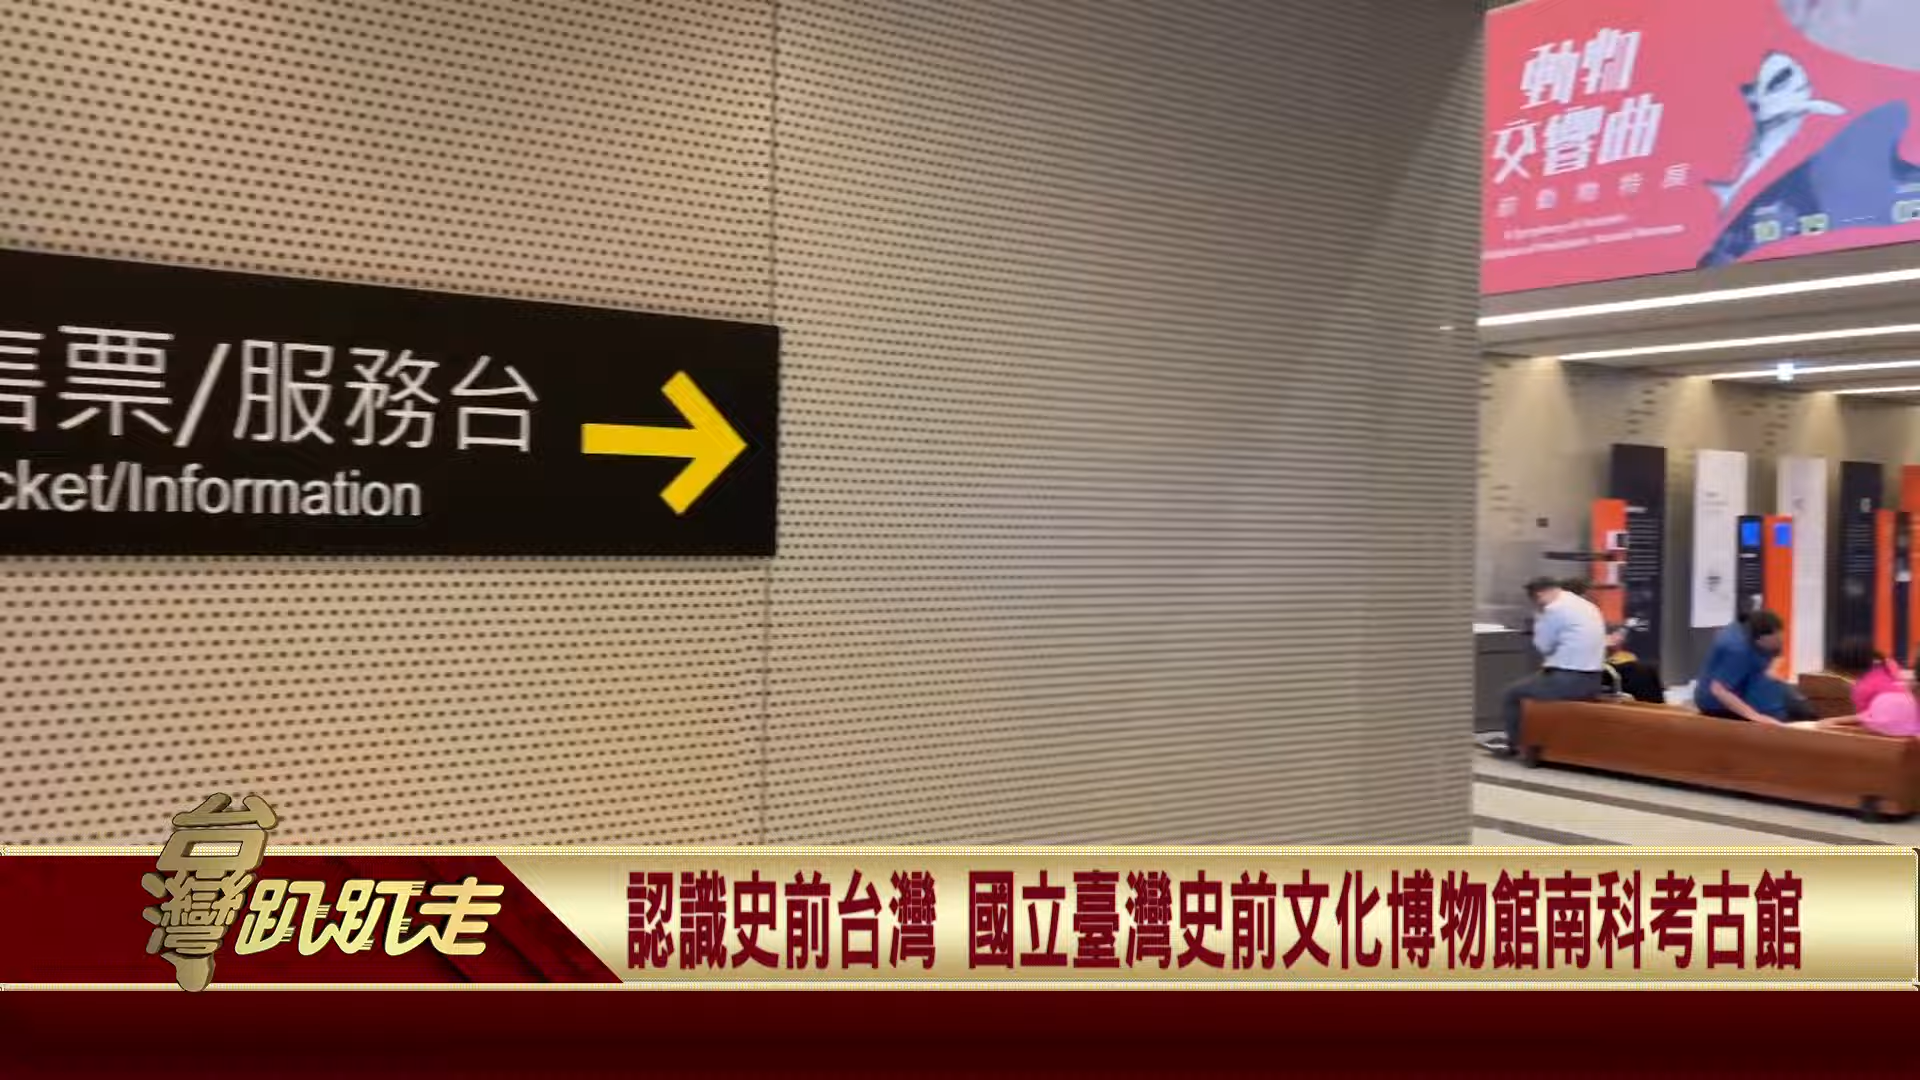 動物
交響曲
售票/服務台
cket/Information
10 - 19
台灣趴趴走
認識史前台灣 國立臺灣史前文化博物館南科考古館